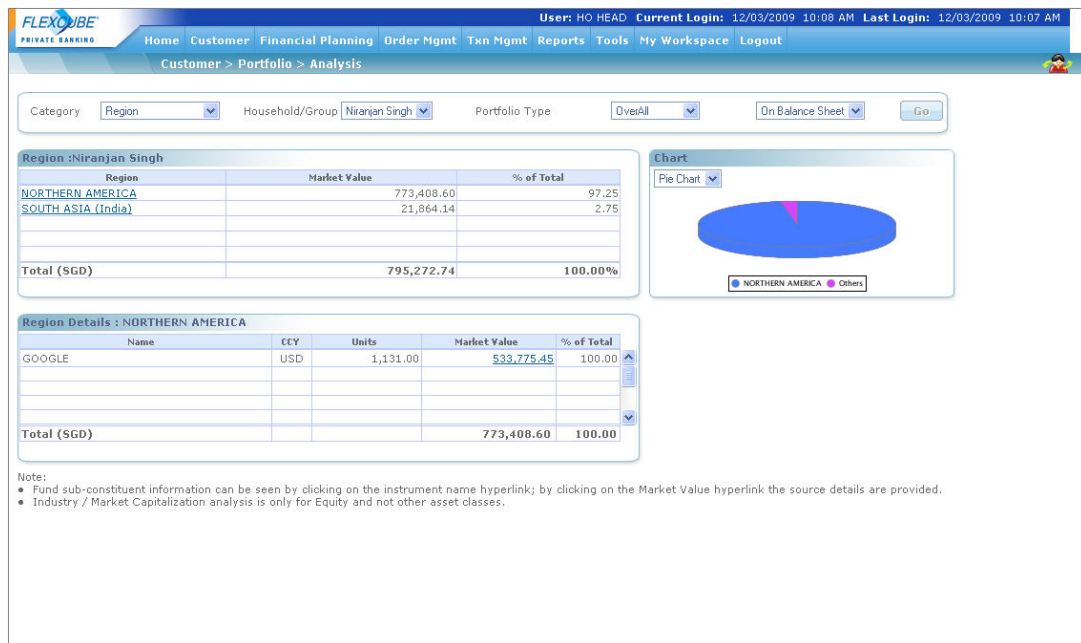 FLEXCUBE®
PRIVATE BANKING
User: HO HEAD Current Login: 12/03/2009 10:08 AM Last Login: 12/03/2009 10:07 AM
Home Customer Financial Planning Order Mgmt Txn Mgmt Reports Tools My Workspace Logout
Customer > Portfolio > Analysis
Category Region Household/Group Niranjan Singh Portfolio Type OverAll On Balance Sheet Go
Region :Niranjan Singh
Region Market Value % of Total
NORTHERN AMERICA 773,408.60 97.25
SOUTH ASIA (India) 21,864.14 2.75
Total (SGD) 795,272.74 100.00%
Chart
Pie Chart
NORTHERN AMERICA Others
Region Details : NORTHERN AMERICA
Name CCY Units Market Value % of Total
GOOGLE USD 1,131.00 533,775.45 100.00
Total (SGD) 773,408.60 100.00
Note:
● Fund sub-constituent information can be seen by clicking on the instrument name hyperlink; by clicking on the Market Value hyperlink the source details are provided.
● Industry / Market Capitalization analysis is only for Equity and not other asset classes.